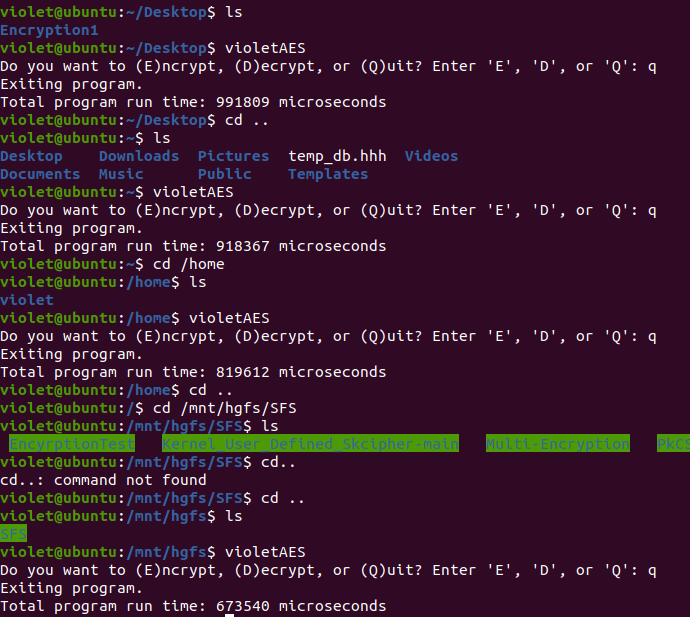 violet@ubuntu:~/Desktop$ ls
Encryption1
violet@ubuntu:~/Desktop$ violetAES
Do you want to (E)ncrypt, (D)ecrypt, or (Q)uit? Enter 'E', 'D', or 'Q': q
Exiting program.
Total program run time: 991809 microseconds
violet@ubuntu:~/Desktop$ cd ..
violet@ubuntu:~$ ls
Desktop    Downloads  Pictures  temp_db.hhh  Videos
Documents  Music      Public    Templates
violet@ubuntu:~$ violetAES
Do you want to (E)ncrypt, (D)ecrypt, or (Q)uit? Enter 'E', 'D', or 'Q': q
Exiting program.
Total program run time: 918367 microseconds
violet@ubuntu:~$ cd /home
violet@ubuntu:/home$ ls
violet
violet@ubuntu:/home$ violetAES
Do you want to (E)ncrypt, (D)ecrypt, or (Q)uit? Enter 'E', 'D', or 'Q': q
Exiting program.
Total program run time: 819612 microseconds
violet@ubuntu:/home$ cd ..
violet@ubuntu:/$ cd /mnt/hgfs/SFS
violet@ubuntu:/mnt/hgfs/SFS$ ls
EncyrptionTest   Kernel_User_Defined_Skcipher-main   Multi-Encryption   PkCS
violet@ubuntu:/mnt/hgfs/SFS$ cd..
cd..: command not found
violet@ubuntu:/mnt/hgfs/SFS$ cd ..
violet@ubuntu:/mnt/hgfs$ ls
SFS
violet@ubuntu:/mnt/hgfs$ violetAES
Do you want to (E)ncrypt, (D)ecrypt, or (Q)uit? Enter 'E', 'D', or 'Q': q
Exiting program.
Total program run time: 673540 microseconds